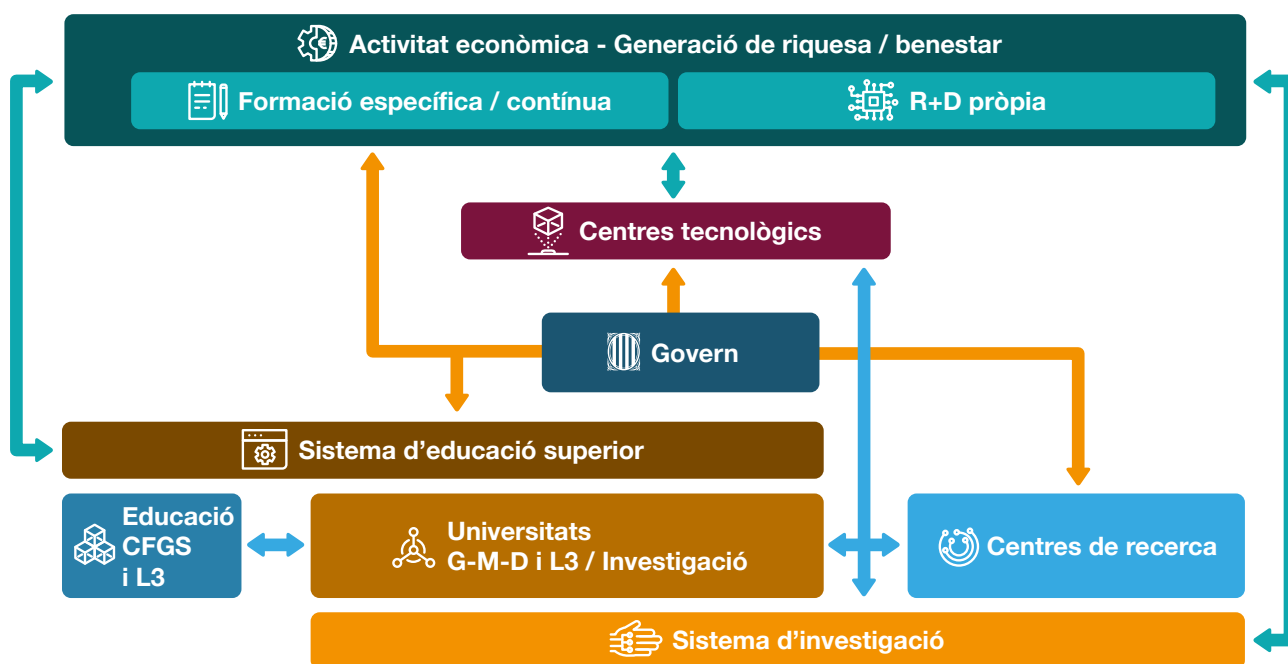 Activitat econòmica - Generació de riquesa / benestar
Formació específica / contínua
R+D pròpia
Centres tecnològics
Govern
Sistema d’educació superior
Educació
CFGS
i L3
Universitats
G-M-D i L3 / Investigació
Centres de recerca
Sistema d’investigació